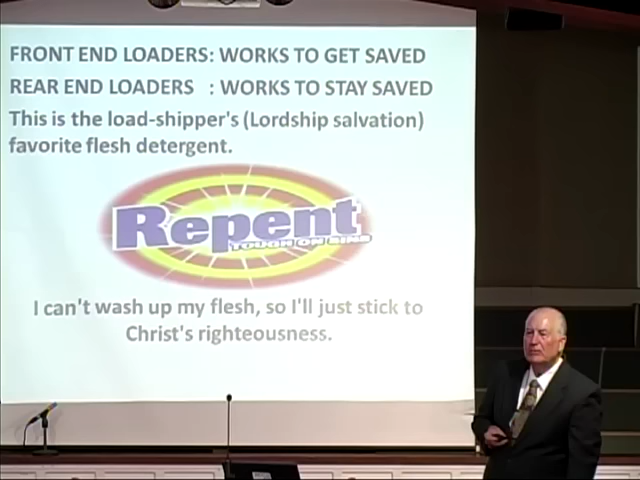 FRONT END LOADERS: WORKS TO GET SAVED
REAR END LOADERS : WORKS TO STAY SAVED
This is the load-shipper's (Lordship salvation)
favorite flesh detergent.
Repent
TOUGH ON SINS
I can't wash up my flesh, so I'll just stick to
Christ's righteousness.